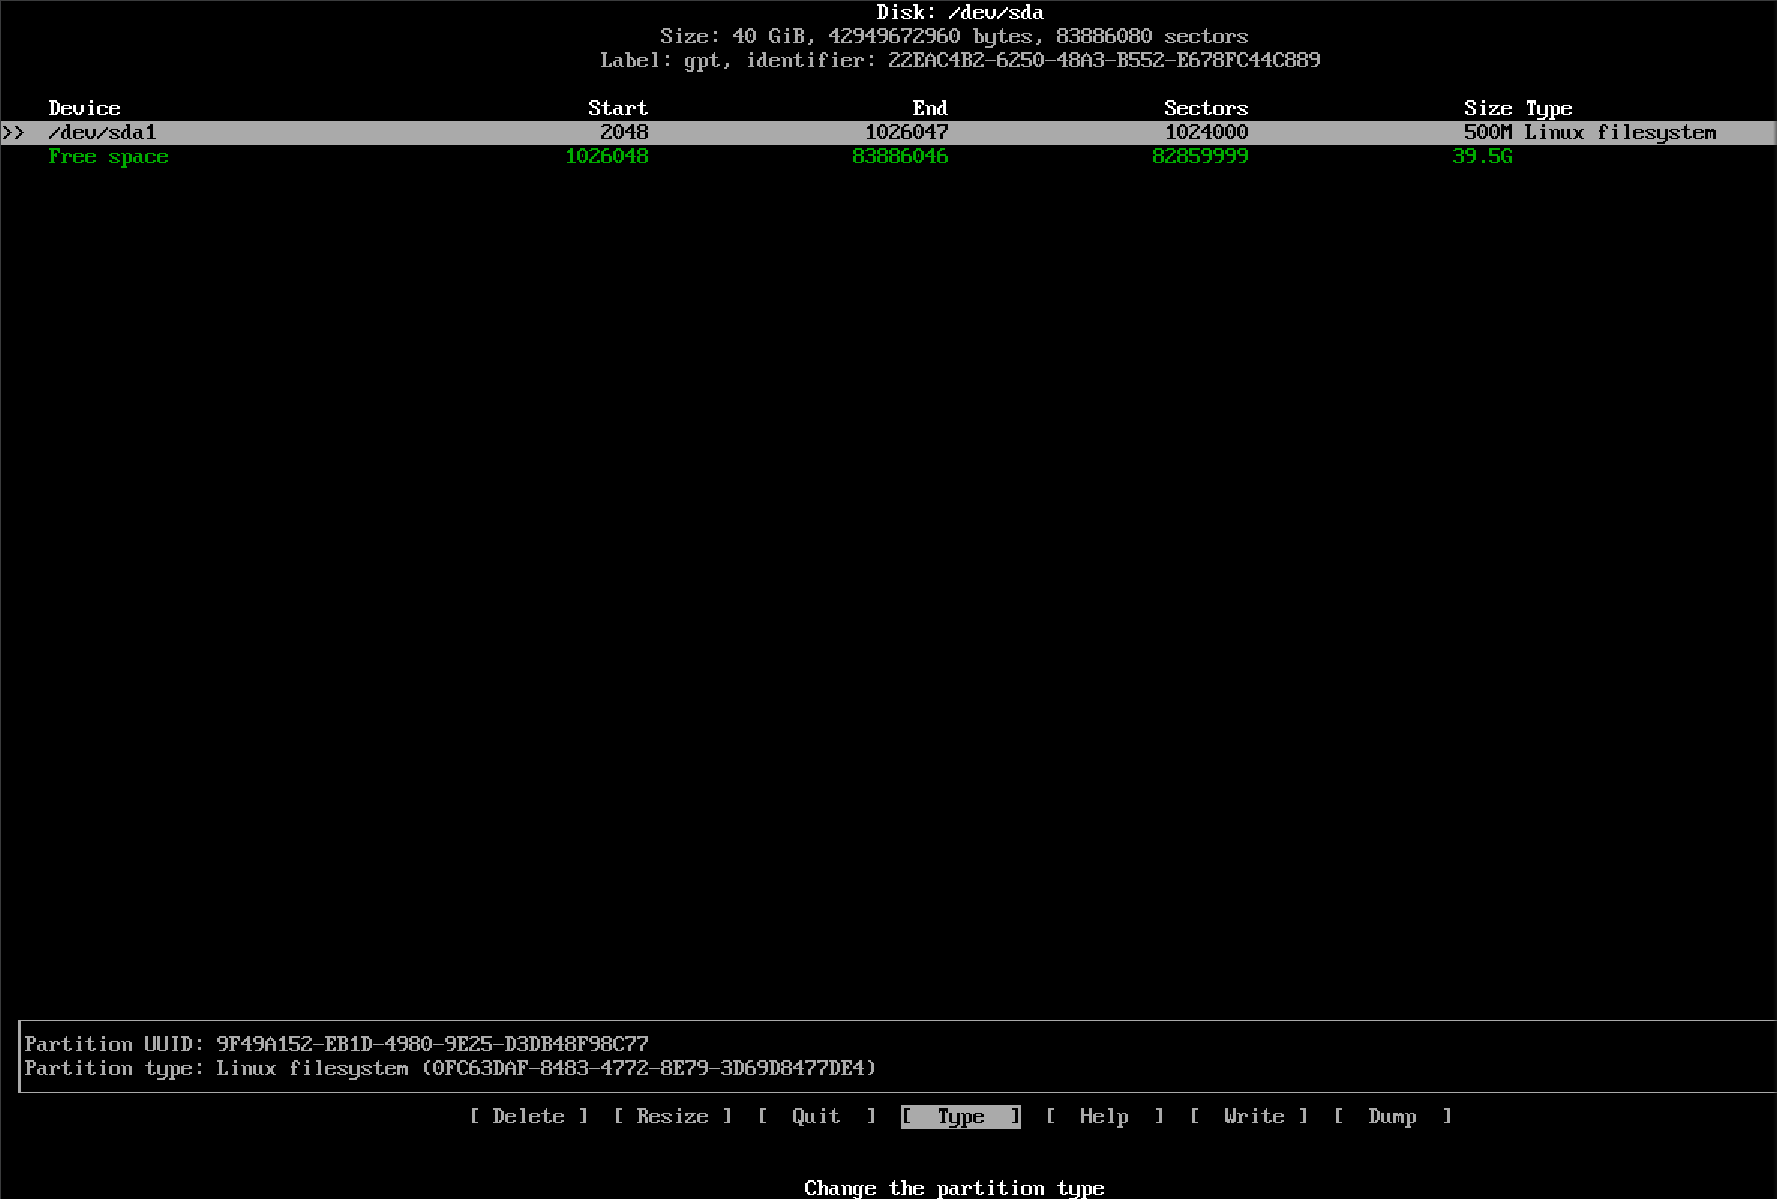 Disk: /dev/sda
Size: 40 GiB, 42949672960 bytes, 83886080 sectors
Label: gpt, identifier: 22EAC4B2-6250-48A3-B552-E678FC44C889
Device Start End Sectors Size Type
>> /dev/sda1 2048 1026047 1024000 500M Linux filesystem
Free space 1026048 83886046 82859999 39.5G
Partition UUID: 9F49A152-EB1D-4980-9E25-D3DB48F98C77
Partition type: Linux filesystem (0FC63DAF-8483-4772-8E79-3D69D8477DE4)
[ Delete ] [ Resize ] [ Quit ] [ Type ] [ Help ] [ Write ] [ Dump ]
Change the partition type